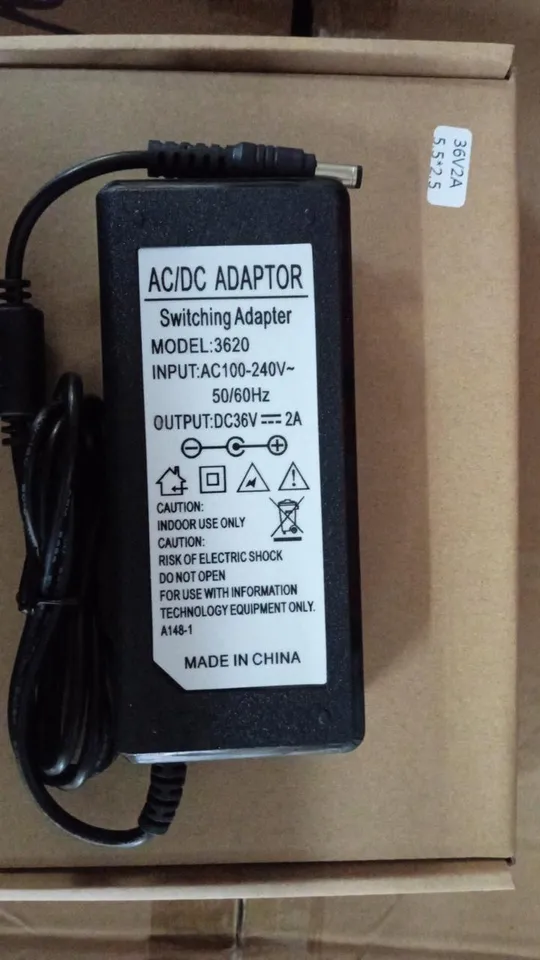 36V2A
5.5*2.5
AC/DC ADAPTOR
Switching Adapter
MODEL:3620
INPUT:AC100-240V~
50/60Hz
OUTPUT:DC36V⎓2A
CAUTION:
INDOOR USE ONLY
CAUTION:
RISK OF ELECTRIC SHOCK
DO NOT OPEN
FOR USE WITH INFORMATION
TECHNOLOGY EQUIPMENT ONLY.
A148-1
MADE IN CHINA